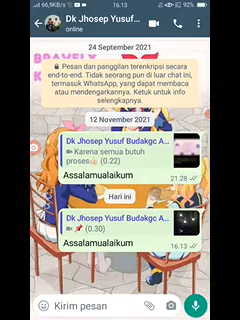 66,9KB/s
16.13
91
Dk Jhosep Yusuf...
online
24 September 2021
Pesan dan panggilan terenkripsi secara
end-to-end. Tidak seorang pun di luar chat ini,
termasuk WhatsApp, yang dapat membaca
atau mendengarkannya. Ketuk untuk info
selengkapnya.
12 November 2021
Dk Jhosep Yusuf Budakgc A...
Karena semua butuh
proses (0.22)
Assalamualaikum
21.28
Hari ini
Dk Jhosep Yusuf Budakgc A...
(0.30)
Assalamualaikum
16.13
Kirim pesan